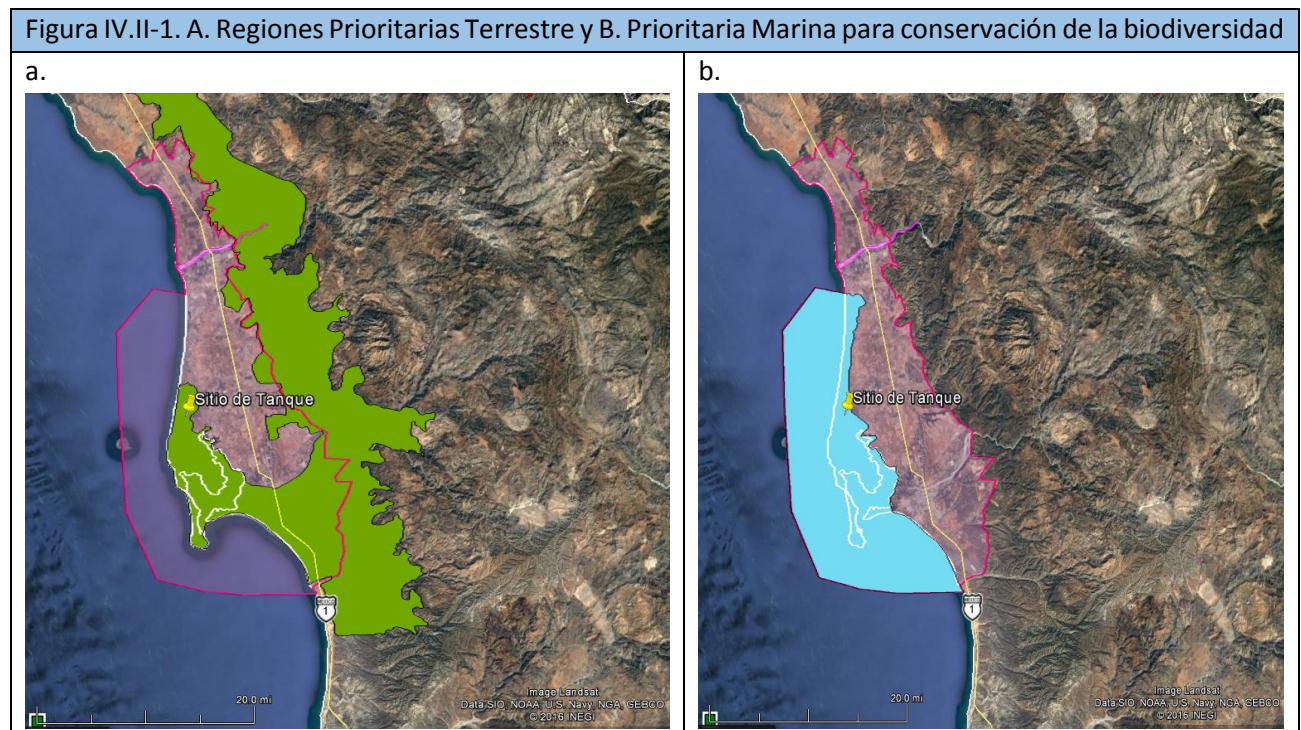 Figura IV.II-1. A. Regiones Prioritarias Terrestre y B. Prioritaria Marina para conservación de la biodiversidad
a.
Sitio de Tanque
MEXICO
1
20.0 mi
Image Landsat
Data SIO, NOAA, U.S. Navy, NGA, GEBCO
© 2016 INEGI
b.
Sitio de Tanque
MEXICO
1
20.0 mi
Image Landsat
Data SIO, NOAA, U.S. Navy, NGA, GEBCO
© 2016 INEGI